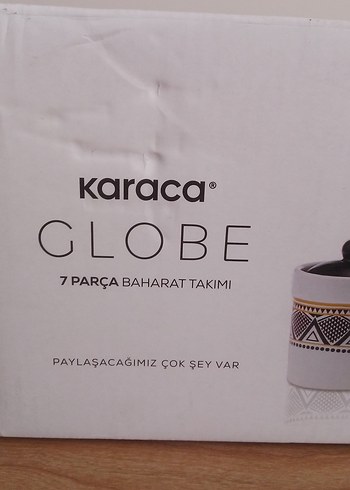 Karaca®
GLOBE
7 PARÇA BAHARAT TAKIMI
PAYLAŞACAĞIMIZ ÇOK ŞEY VAR